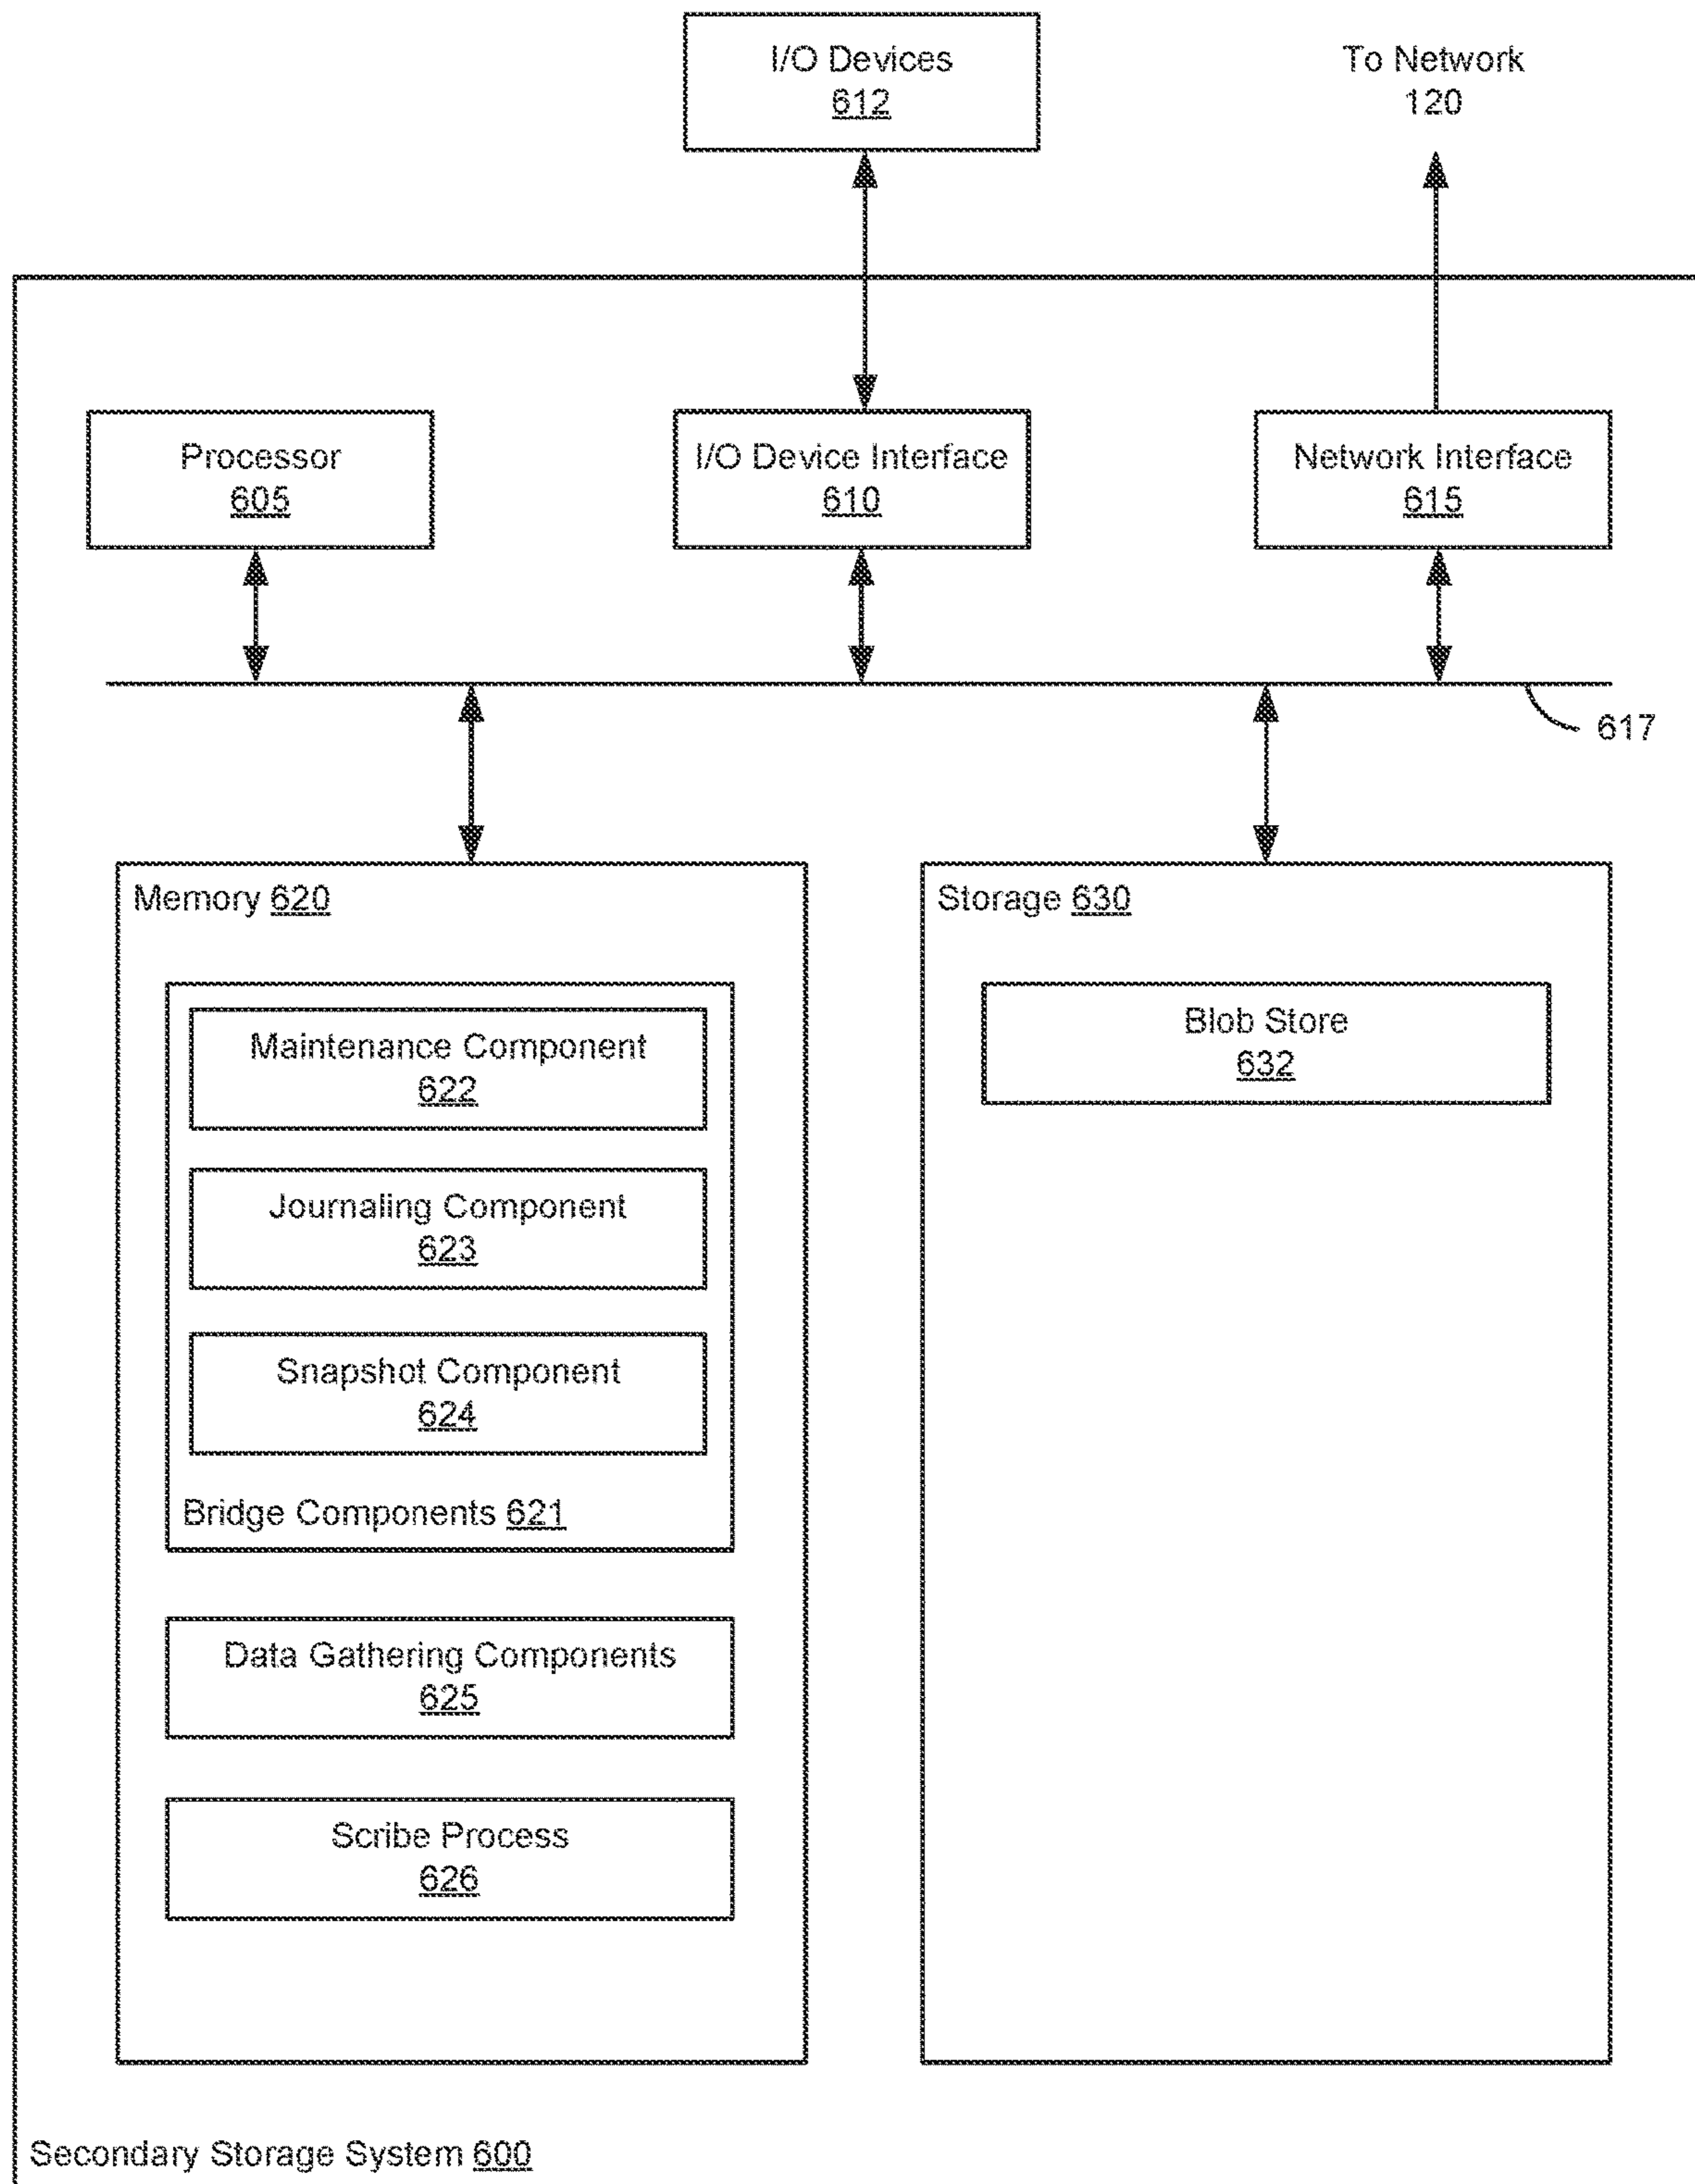 I/O Devices
612
To Network
120
Processor
605
I/O Device Interface
610
Network Interface
615
617
Memory 620
Maintenance Component
622
Journaling Component
623
Snapshot Component
624
Bridge Components 621
Data Gathering Components
625
Scribe Process
626
Storage 630
Blob Store
632
Secondary Storage System 600